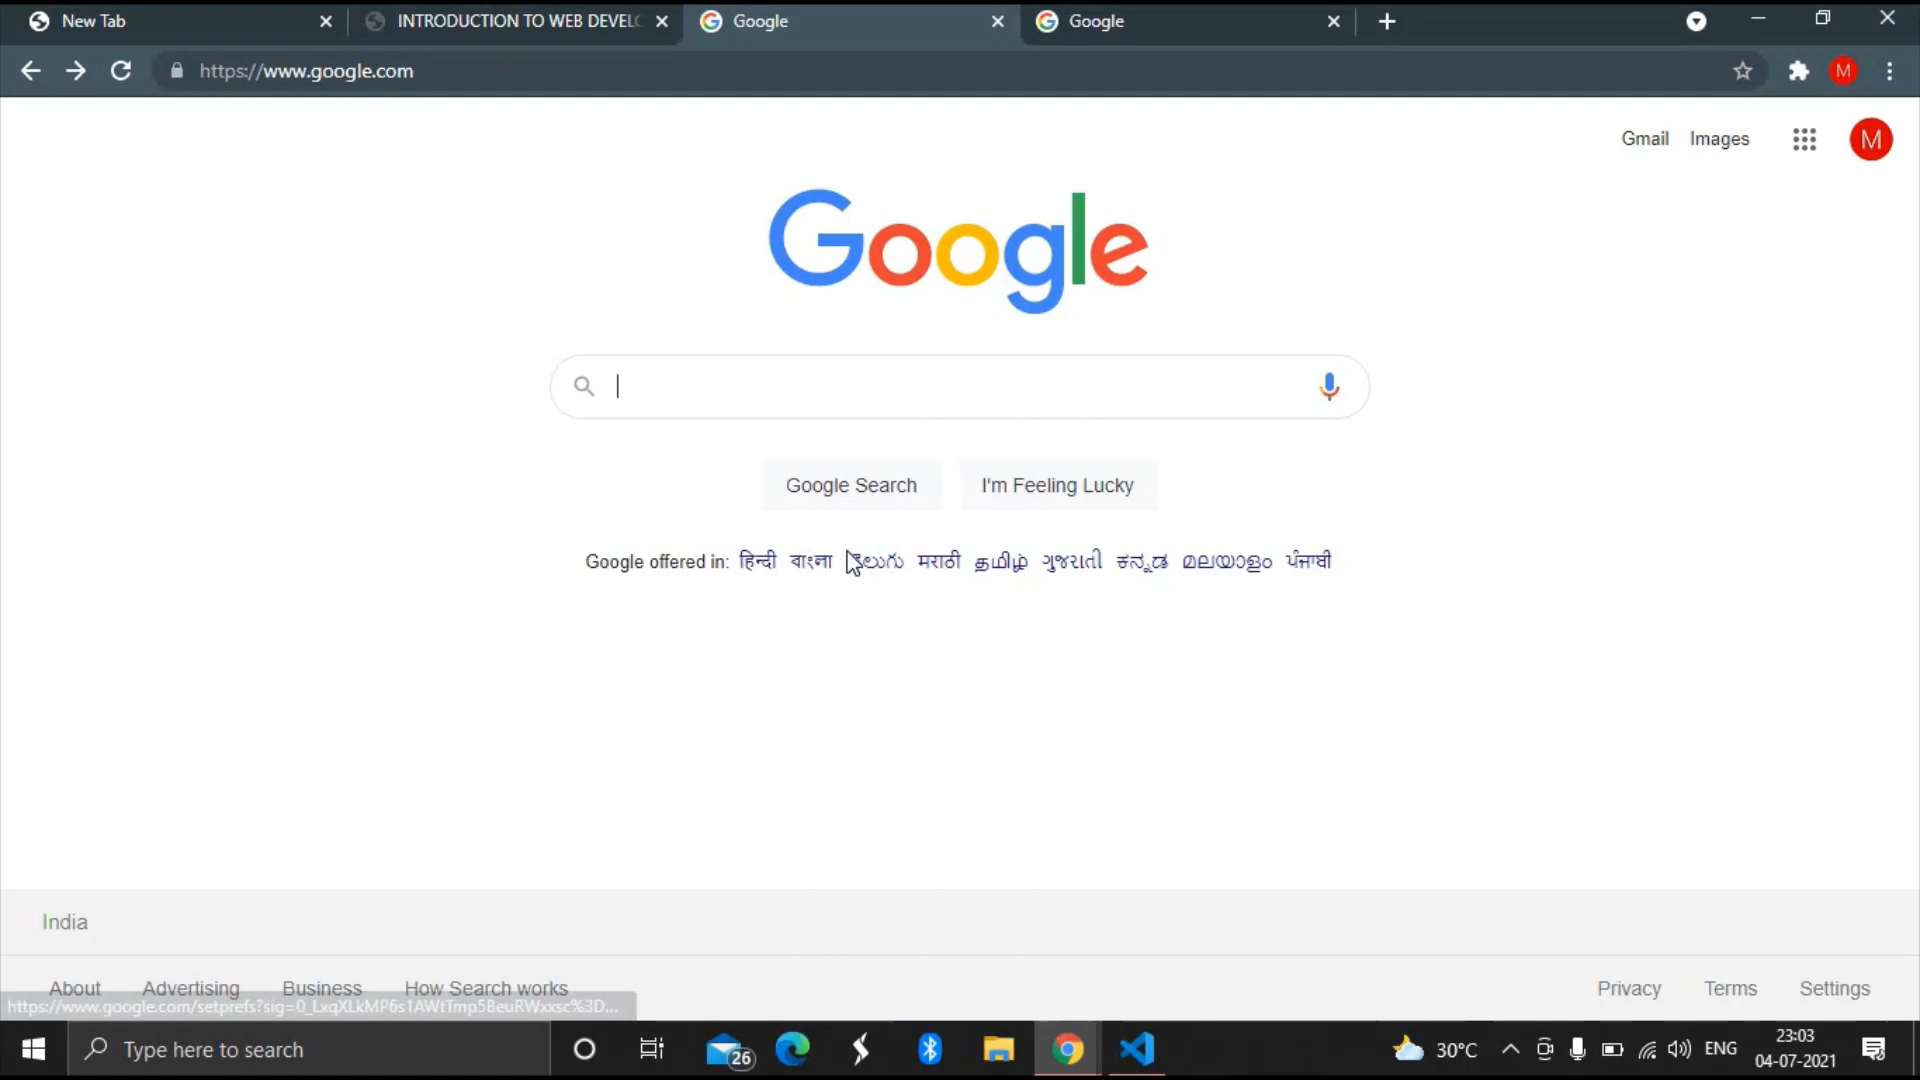 New Tab
INTRODUCTION TO WEB DEVELO
Google
Google
https://www.google.com
Gmail Images
M
M
Google
Google Search
I'm Feeling Lucky
Google offered in: हिन्दी বাংলা తెలుగు मराठी தமிழ் ગુજરાતી ಕನ್ನಡ മലയാളം ਪੰਜਾਬੀ
India
About Advertising Business How Search works
Privacy Terms Settings
Type here to search
26
30°C
ENG
23:03
04-07-2021